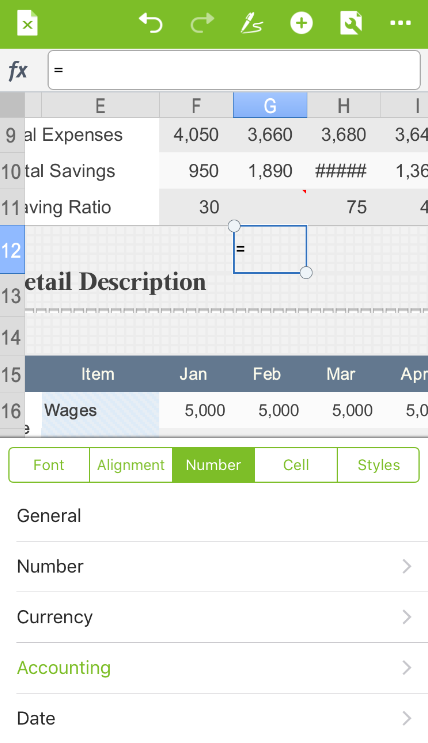 fx =
E F G H I
9 al Expenses 4,050 3,660 3,680 3,64
10 tal Savings 950 1,890 ##### 1,36
11 aving Ratio 30 75 4
12 =
13 etail Description
14
15 Item Jan Feb Mar Apr
16 Wages 5,000 5,000 5,000 5,0
e
Font Alignment Number Cell Styles
General
Number
Currency
Accounting
Date